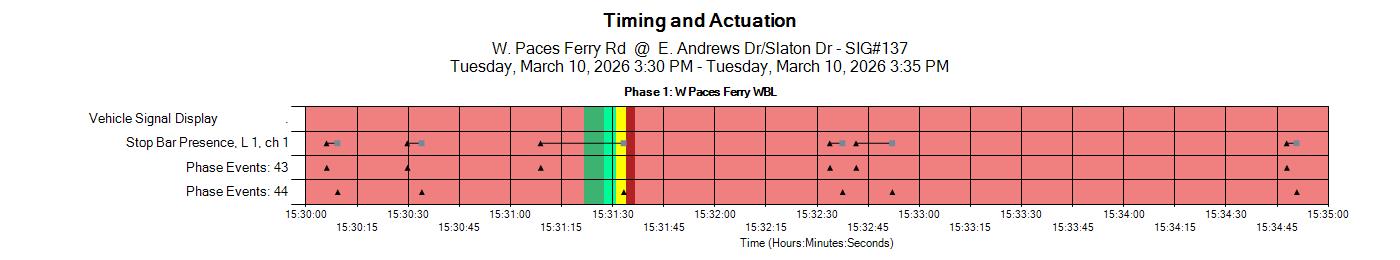 Timing and Actuation
W. Paces Ferry Rd @ E. Andrews Dr/Slaton Dr - SIG#137
Tuesday, March 10, 2026 3:30 PM - Tuesday, March 10, 2026 3:35 PM
Phase 1: W Paces Ferry WBL
Vehicle Signal Display .
Stop Bar Presence, L 1, ch 1
Phase Events: 43
Phase Events: 44
15:30:00 15:30:30 15:31:00 15:31:30 15:32:00 15:32:30 15:33:00 15:33:30 15:34:00 15:34:30 15:35:00
15:30:15 15:30:45 15:31:15 15:31:45 15:32:15 15:32:45 15:33:15 15:33:45 15:34:15 15:34:45
Time (Hours:Minutes:Seconds)